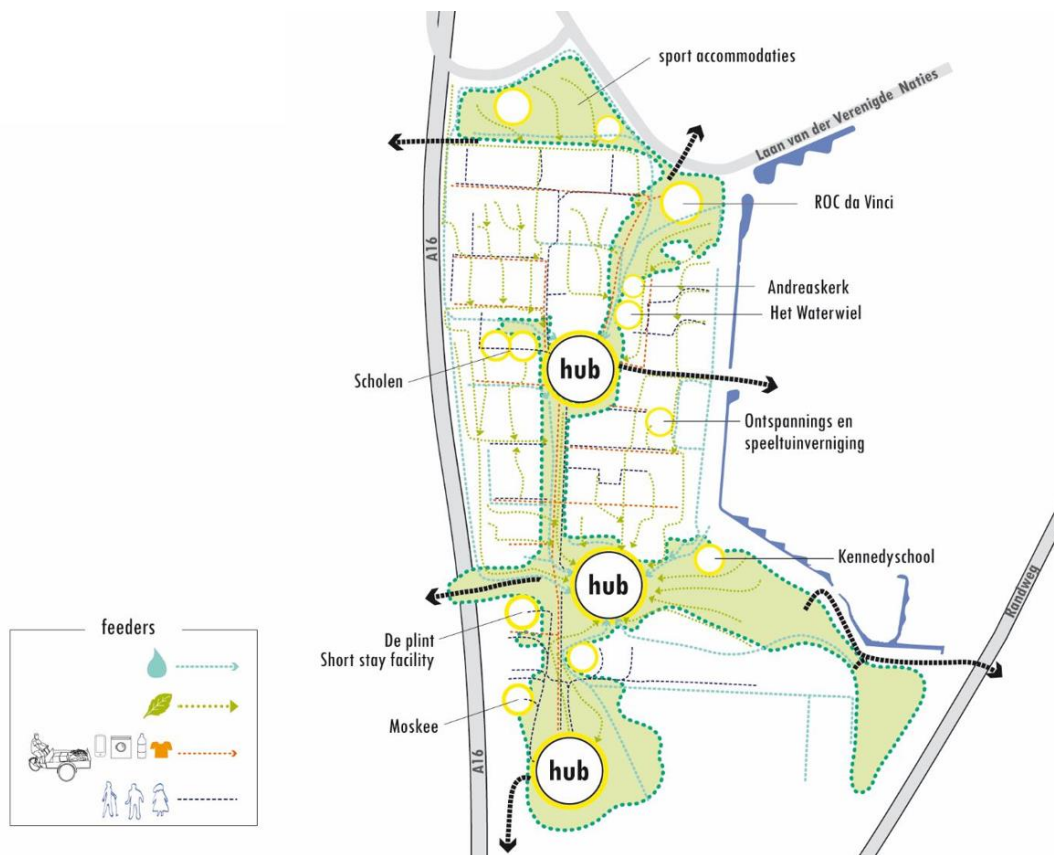 sport accommodaties
Laan van der Verenigde Naties
ROC da Vinci
A16
Andreaskerk
Het Waterwiel
hub
Scholen
Ontspannings en
speeltuinverniging
Kennedyschool
hub
Randweg
De plint
Short stay facility
feeders
Moskee
A16
hub